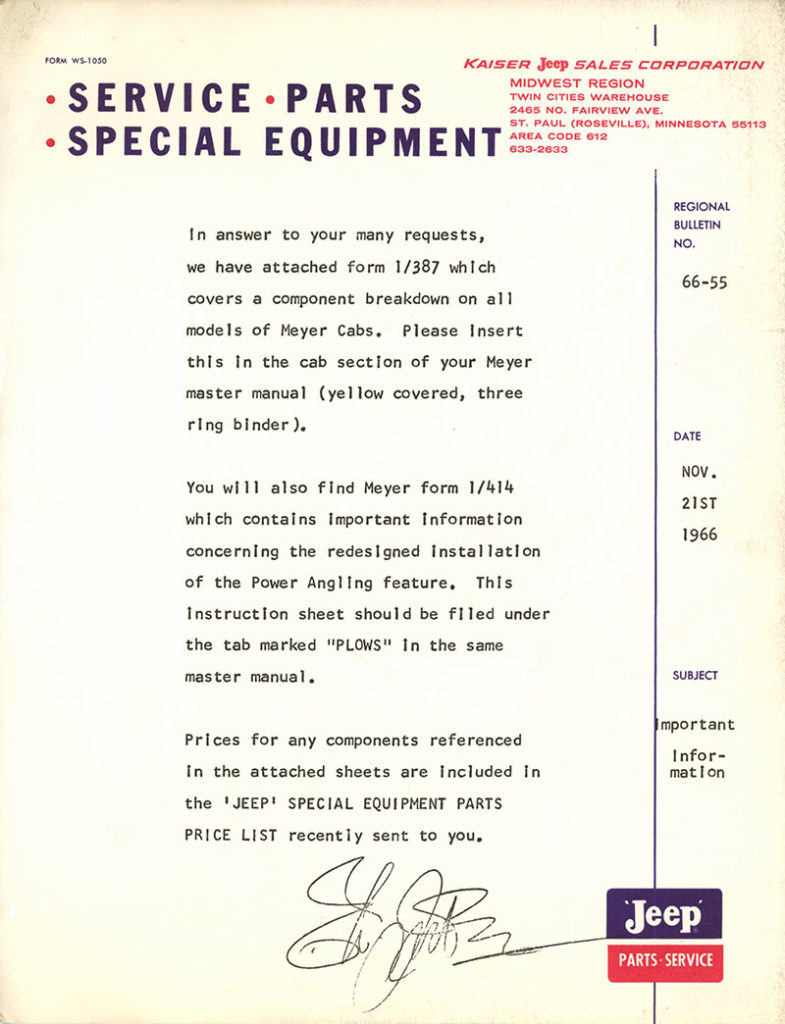 FORM WS-1050
• SERVICE • PARTS
• SPECIAL EQUIPMENT
KAISER Jeep SALES CORPORATION
MIDWEST REGION
TWIN CITIES WAREHOUSE
2465 NO. FAIRVIEW AVE.
ST. PAUL (ROSEVILLE), MINNESOTA 55113
AREA CODE 612
633-2633
REGIONAL
BULLETIN
NO.
66-55
DATE
NOV.
21ST
1966
SUBJECT
Important
Infor-
mation
In answer to your many requests,
we have attached form 1/387 which
covers a component breakdown on all
models of Meyer Cabs.  Please insert
this in the cab section of your Meyer
master manual (yellow covered, three
ring binder).
You will also find Meyer form 1/414
which contains important information
concerning the redesigned installation
of the Power Angling feature.  This
instruction sheet should be filed under
the tab marked "PLOWS" in the same
master manual.
Prices for any components referenced
in the attached sheets are included in
the 'JEEP' SPECIAL EQUIPMENT PARTS
PRICE LIST recently sent to you.
'Jeep'
PARTS·SERVICE